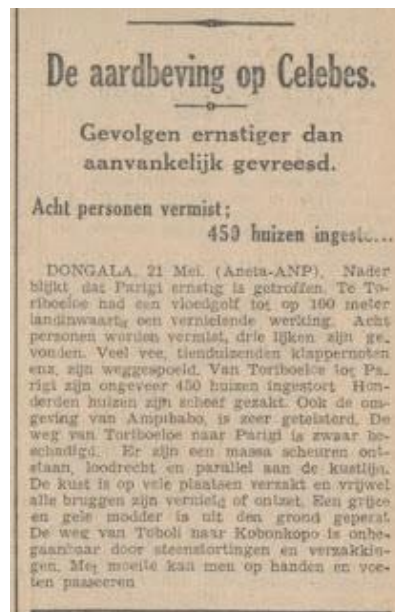 De aardbeving op Celebes.
Gevolgen ernstiger dan
aanvankelijk gevreesd.
Acht personen vermist;
450 huizen ingesto...
DONGALA, 21 Mei. (Aneta-ANP). Nader
blijkt dat Parigi ernstig is getroffen. Te To-
riboeloe had een vloedgolf tot op 100 meter
landinwaarts een vernielende werking. Acht
personen worden vermist, drie lijken zijn ge-
vonden. Veel vee, tienduizenden klappernoten
enz. zijn weggespoeld. Van Toriboeloe tot Pa-
rigi zijn ongeveer 450 huizen ingestort Hon-
derden huizen zijn scheef gezakt. Ook de om-
geving van Ampibabo, is zeer geteisterd. De
weg van Toriboeloe naar Parigi is zwaar be-
schadigd. Er zijn een massa scheuren ont-
staan, loodrecht en parallel aan de kustlijn.
De kust is op vele plaatsen verzakt en vrijwel
alle bruggen zijn vernield of ontzet. Een grijze
en gele modder is uit den grond geperst
De weg van Toboli naar Kobonkopo is onbe-
gaanbaar door steenstortingen en verzakkin-
gen. Met moeite kan men op handen en voe-
ten passeeren